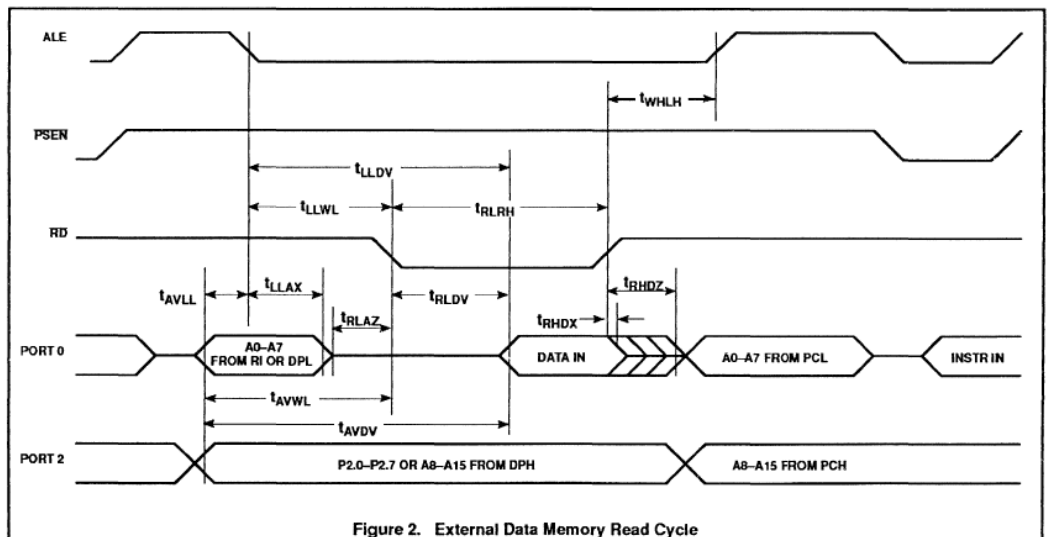 ALE
tWHLH
PSEN
tLLDV
tLLWL
tRLRH
RD
tAVLL
tLLAX
tRLDV
tRHDZ
tRLAZ
tRHDX
PORT 0
A0–A7
FROM RI OR DPL
DATA IN
A0–A7 FROM PCL
INSTR IN
tAVWL
tAVDV
PORT 2
P2.0–P2.7 OR A8–A15 FROM DPH
A8–A15 FROM PCH
Figure 2. External Data Memory Read Cycle